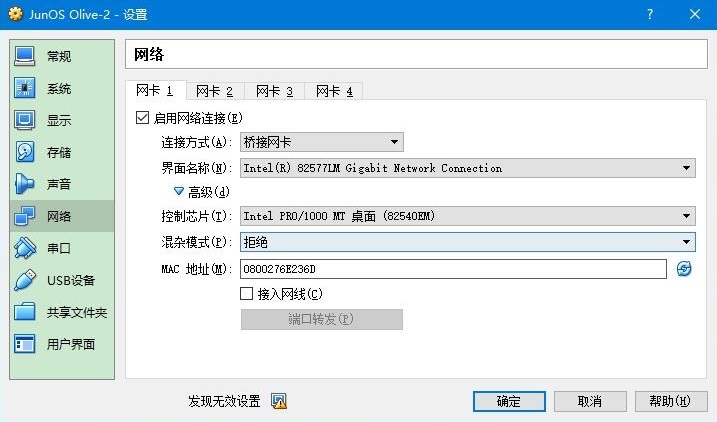 JunOS Olive-2 - 设置
常规
系统
显示
存储
声音
网络
串口
USB设备
共享文件夹
用户界面
网络
网卡 1 网卡 2 网卡 3 网卡 4
启用网络连接(E)
连接方式(A): 桥接网卡
界面名称(N): Intel(R) 82577LM Gigabit Network Connection
高级(d)
控制芯片(T): Intel PRO/1000 MT 桌面 (82540EM)
混杂模式(P): 拒绝
MAC 地址(M): 0800276E236D
接入网线(C)
端口转发(P)
发现无效设置 确定 取消 帮助(H)